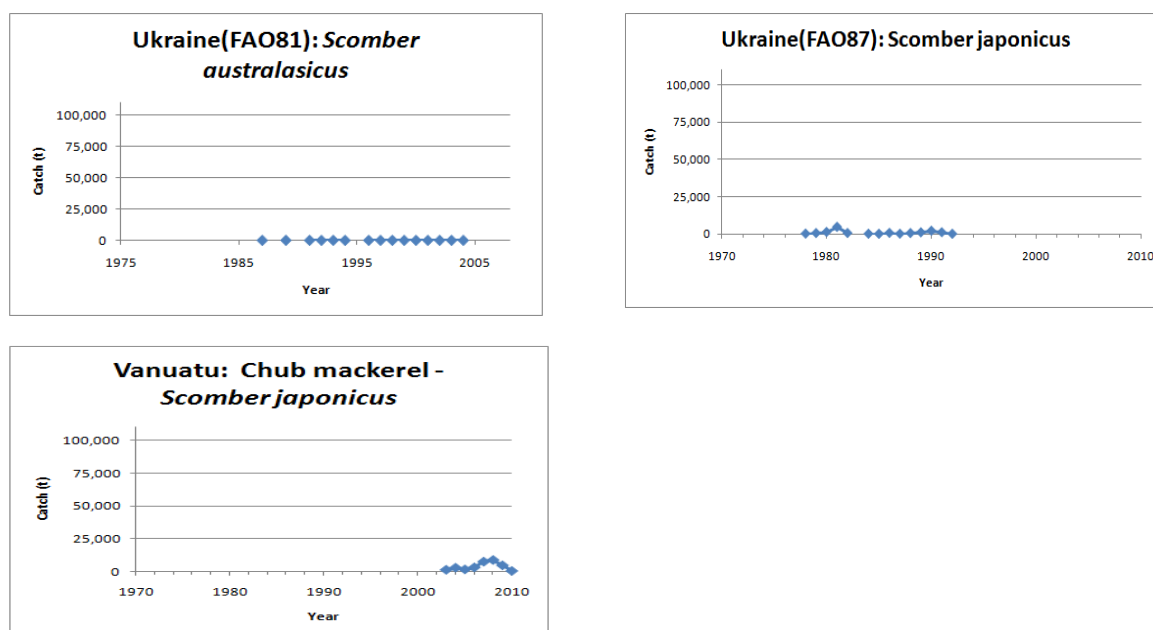 Ukraine(FAO81): Scomber
australasicus
Catch (t)
100,000
75,000
50,000
25,000
0
1975 1985 1995 2005
Year
Ukraine(FAO87): Scomber japonicus
Catch (t)
100,000
75,000
50,000
25,000
0
1970 1980 1990 2000 2010
Year
Vanuatu: Chub mackerel -
Scomber japonicus
Catch (t)
100,000
75,000
50,000
25,000
0
1970 1980 1990 2000 2010
Year